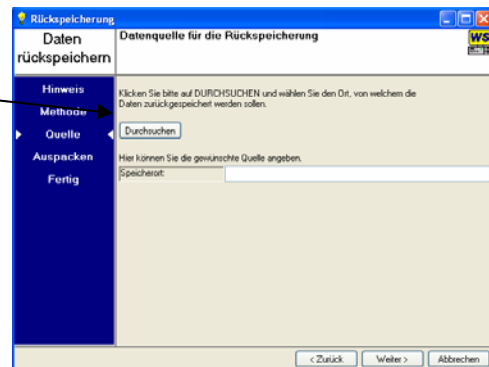 Rückspeicherung
Daten
rückspeichern
Datenquelle für die Rückspeicherung
WS
Hinweis
Methode
Quelle
Auspacken
Fertig
Klicken Sie bitte auf DURCHSUCHEN und wählen Sie den Ort, von welchem die
Daten zurückgespeichert werden sollen.
Durchsuchen
Hier können Sie die gewünschte Quelle angeben.
Speicherort:
< Zurück
Weiter >
Abbrechen